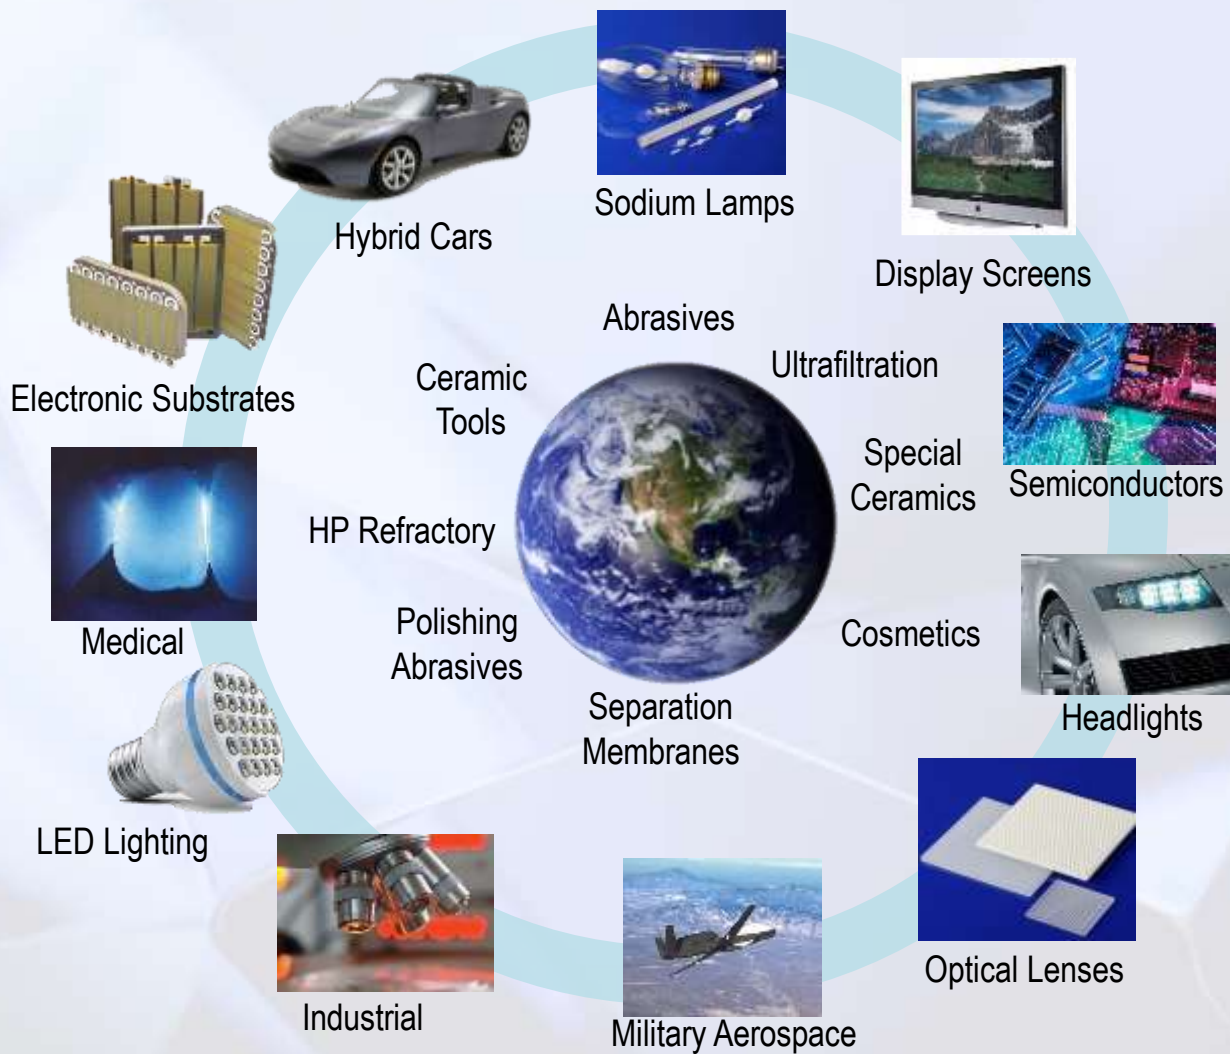 Sodium Lamps
Hybrid Cars
Display Screens
Abrasives
Ultrafiltration
Ceramic
Tools
Electronic Substrates
Special
Ceramics
Semiconductors
HP Refractory
Medical
Polishing
Abrasives
Cosmetics
Separation
Membranes
Headlights
LED Lighting
Optical Lenses
Industrial
Military Aerospace